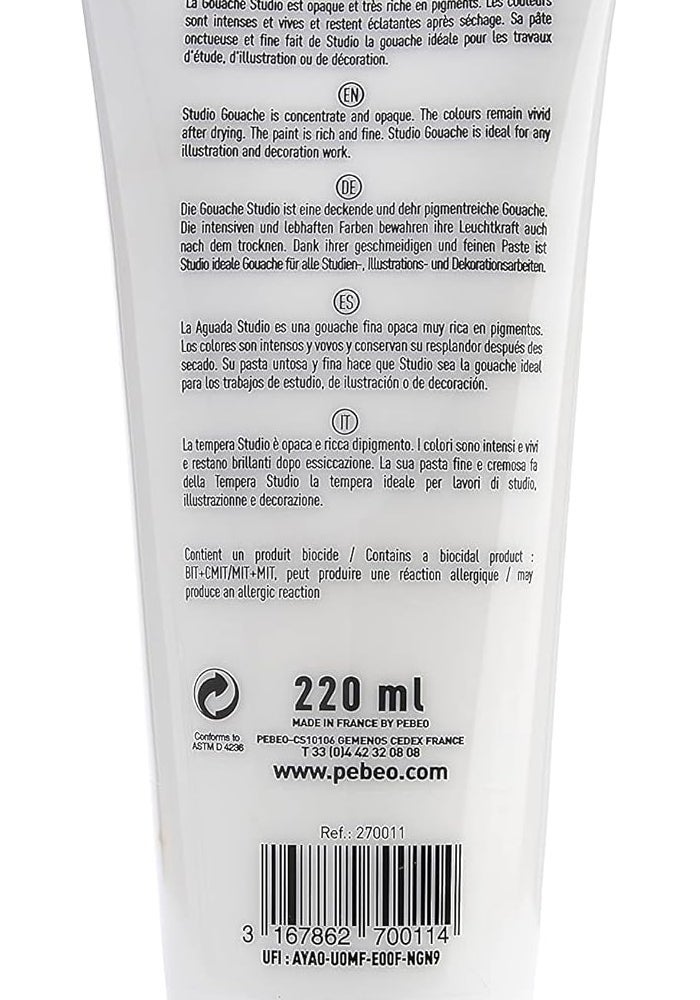 La Gouache Studio est opaque et très riche en pigments. Les couleurs
sont intenses et vives et restent éclatantes après séchage. Sa pâte
onctueuse et fine fait de Studio la gouache idéale pour les travaux
d'étude, d'illustration ou de décoration.
EN
Studio Gouache is concentrate and opaque. The colours remain vivid
after drying. The paint is rich and fine. Studio Gouache is ideal for any
illustration and decoration work.
DE
Die Gouache Studio ist eine deckende und dehr pigmentreiche Gouache.
Die intensiven und lebhaften Farben bewahren ihre Leuchtkraft auch
nach dem trocknen. Dank ihrer geschmeidigen und feinen Paste ist
Studio ideale Gouache für alle Studien-, Illustrations- und Dekorationsarbeiten.
ES
La Aguada Studio es una gouache fina opaca muy rica en pigmentos.
Los colores son intensos y vovos y conservan su resplandor después des
secado. Su pasta untosa y fina hace que Studio sea la gouache ideal
para los trabajos de estudio, de ilustración o de decoración.
IT
La tempera Studio è opaca e ricca dipigmento. I colori sono intensi e vivi
e restano brillanti dopo essiccazione. La sua pasta fine e cremosa fa
della Tempera Studio la tempera ideale per lavori di studio,
illustrazionne e decorazione.
Contient un produit biocide / Contains a biocidal product :
BIT+CMIT/MIT+MIT, peut produire une réaction allergique / may
produce an allergic reaction
Conforms to
ASTM D 4236
220 ml
MADE IN FRANCE BY PEBEO
PEBEO-CS10106 GEMENOS CEDEX FRANCE
T 33 (0)4 42 32 08 08
www.pebeo.com
Ref.: 270011
3 167862 700114
UFI : AYA0-U0MF-E00F-NGN9